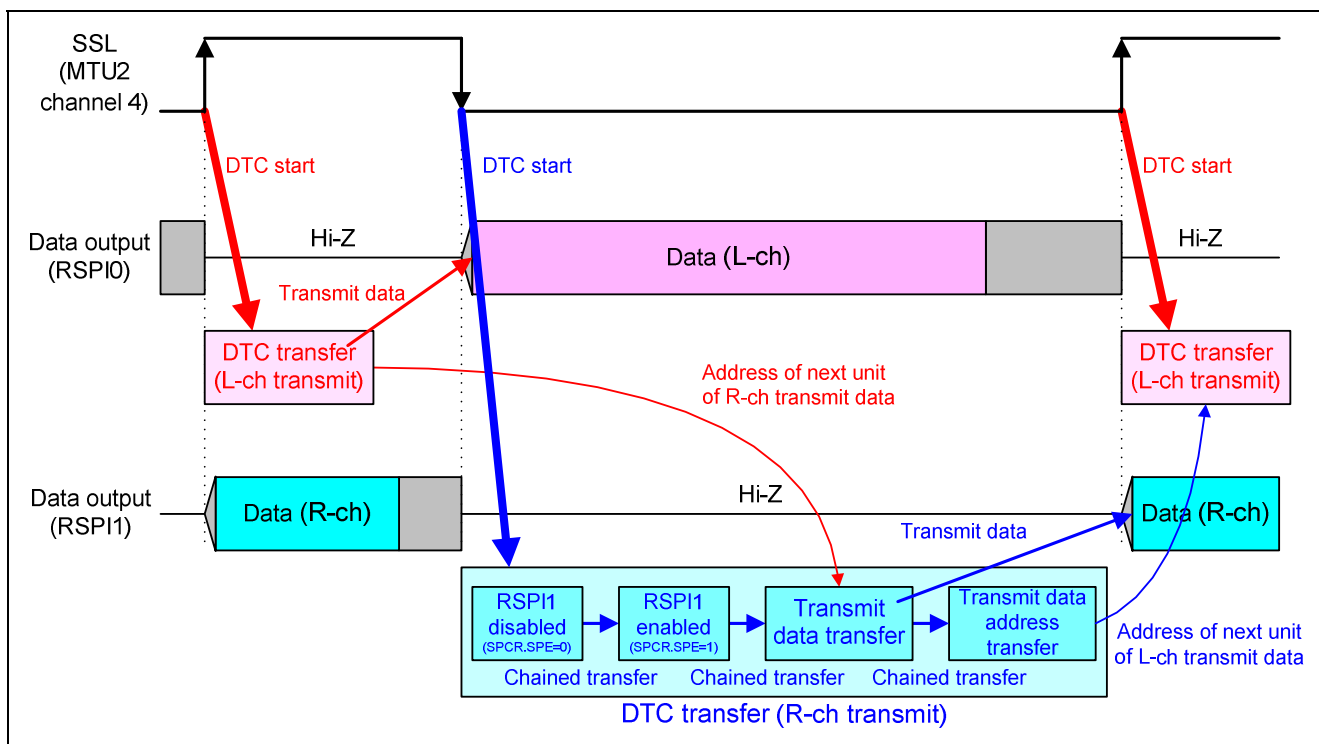 SSL
(MTU2
channel 4)
DTC start
DTC start
DTC start
Data output
(RSPI0)
Hi-Z
Data (L-ch)
Hi-Z
Transmit data
DTC transfer
(L-ch transmit)
Address of next unit
of R-ch transmit data
DTC transfer
(L-ch transmit)
Data output
(RSPI1)
Data (R-ch)
Hi-Z
Data (R-ch)
Transmit data
RSPI1
disabled
(SPCR.SPE=0)
RSPI1
enabled
(SPCR.SPE=1)
Transmit
data transfer
Transmit data
address
transfer
Address of next unit
of L-ch transmit data
Chained transfer
Chained transfer
Chained transfer
DTC transfer (R-ch transmit)